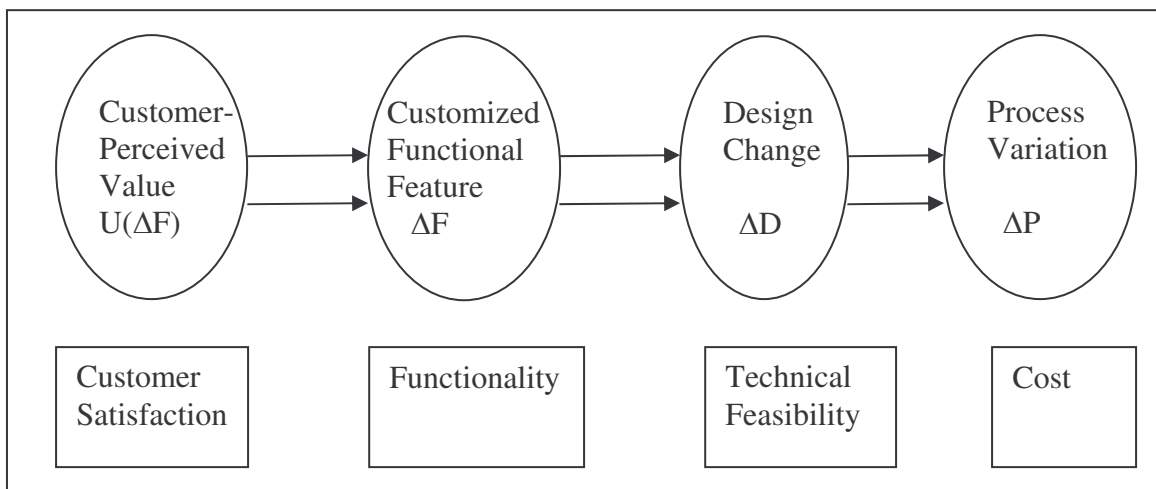 Customer-
Perceived
Value
U(ΔF)
Customized
Functional
Feature
ΔF
Design
Change
ΔD
Process
Variation
ΔP
Customer
Satisfaction
Functionality
Technical
Feasibility
Cost